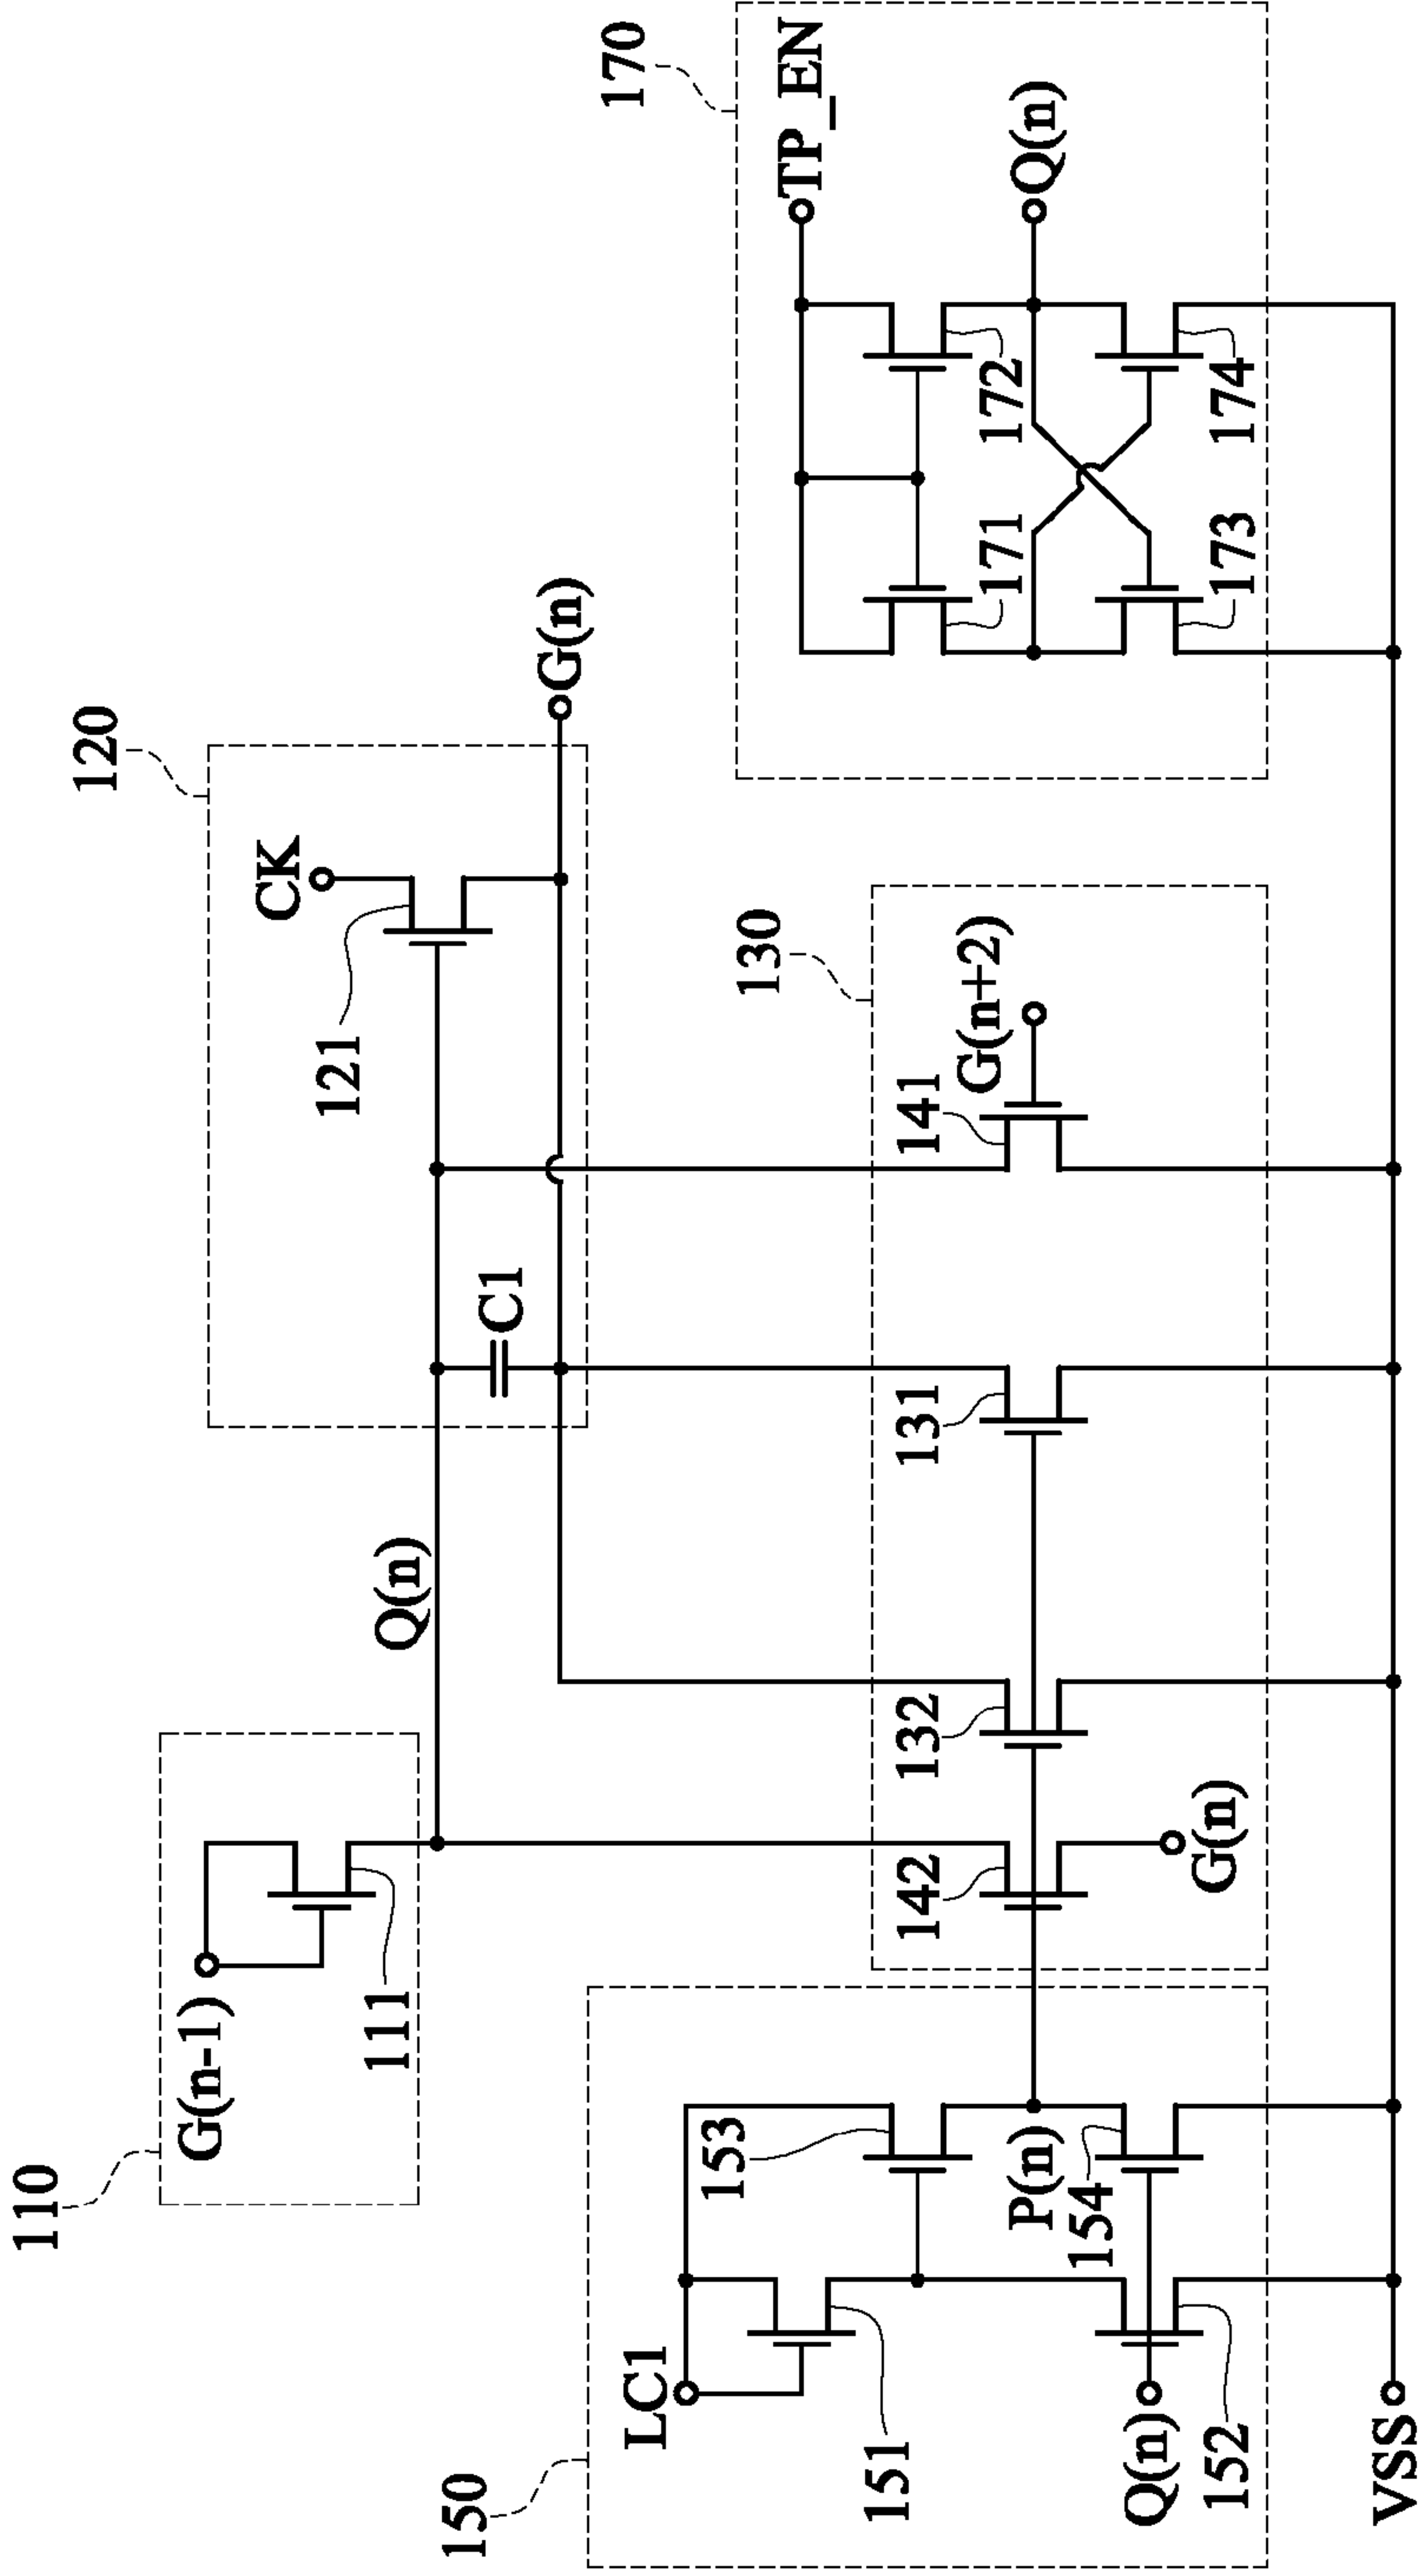 110
G(n-1)
111
Q(n)
120
CK
121
C1
G(n)
150
LC1
151
153
P(n)
154
Q(n)
152
130
142
G(n)
132
131
141
G(n+2)
170
TP_EN
171
172
Q(n)
173
174
VSS